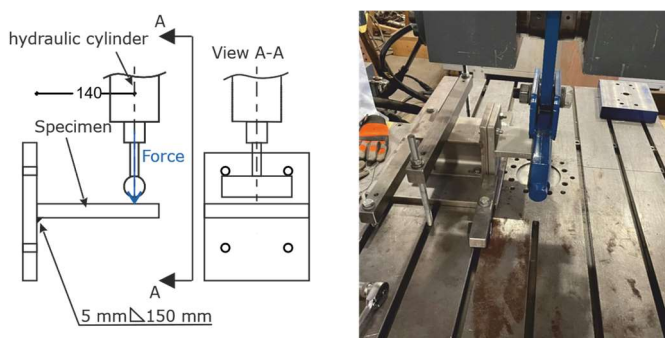 A
hydraulic cylinder
View A-A
140
Specimen
Force
A
5 mm 150 mm